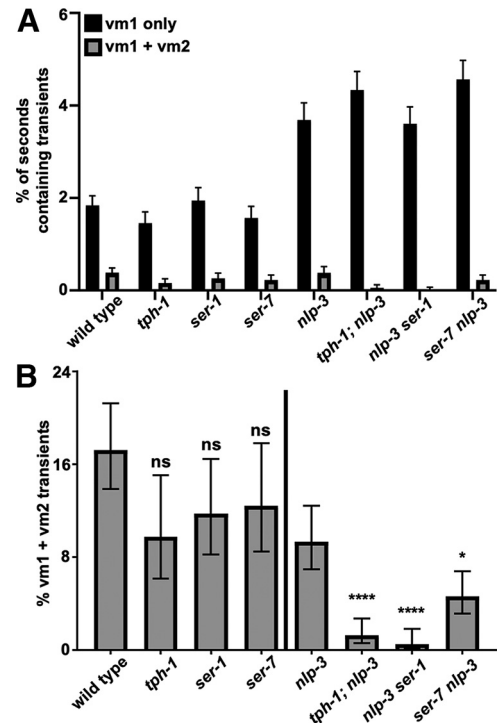 A
vm1 only
vm1 + vm2
% of seconds
containing transients
6
4
2
0
wild type
tph-1
ser-1
ser-7
nlp-3
tph-1; nlp-3
nlp-3 ser-1
ser-7 nlp-3
B
% vm1 + vm2 transients
24
16
8
0
ns
ns
ns
****
****
*
wild type
tph-1
ser-1
ser-7
nlp-3
tph-1; nlp-3
nlp-3 ser-1
ser-7 nlp-3